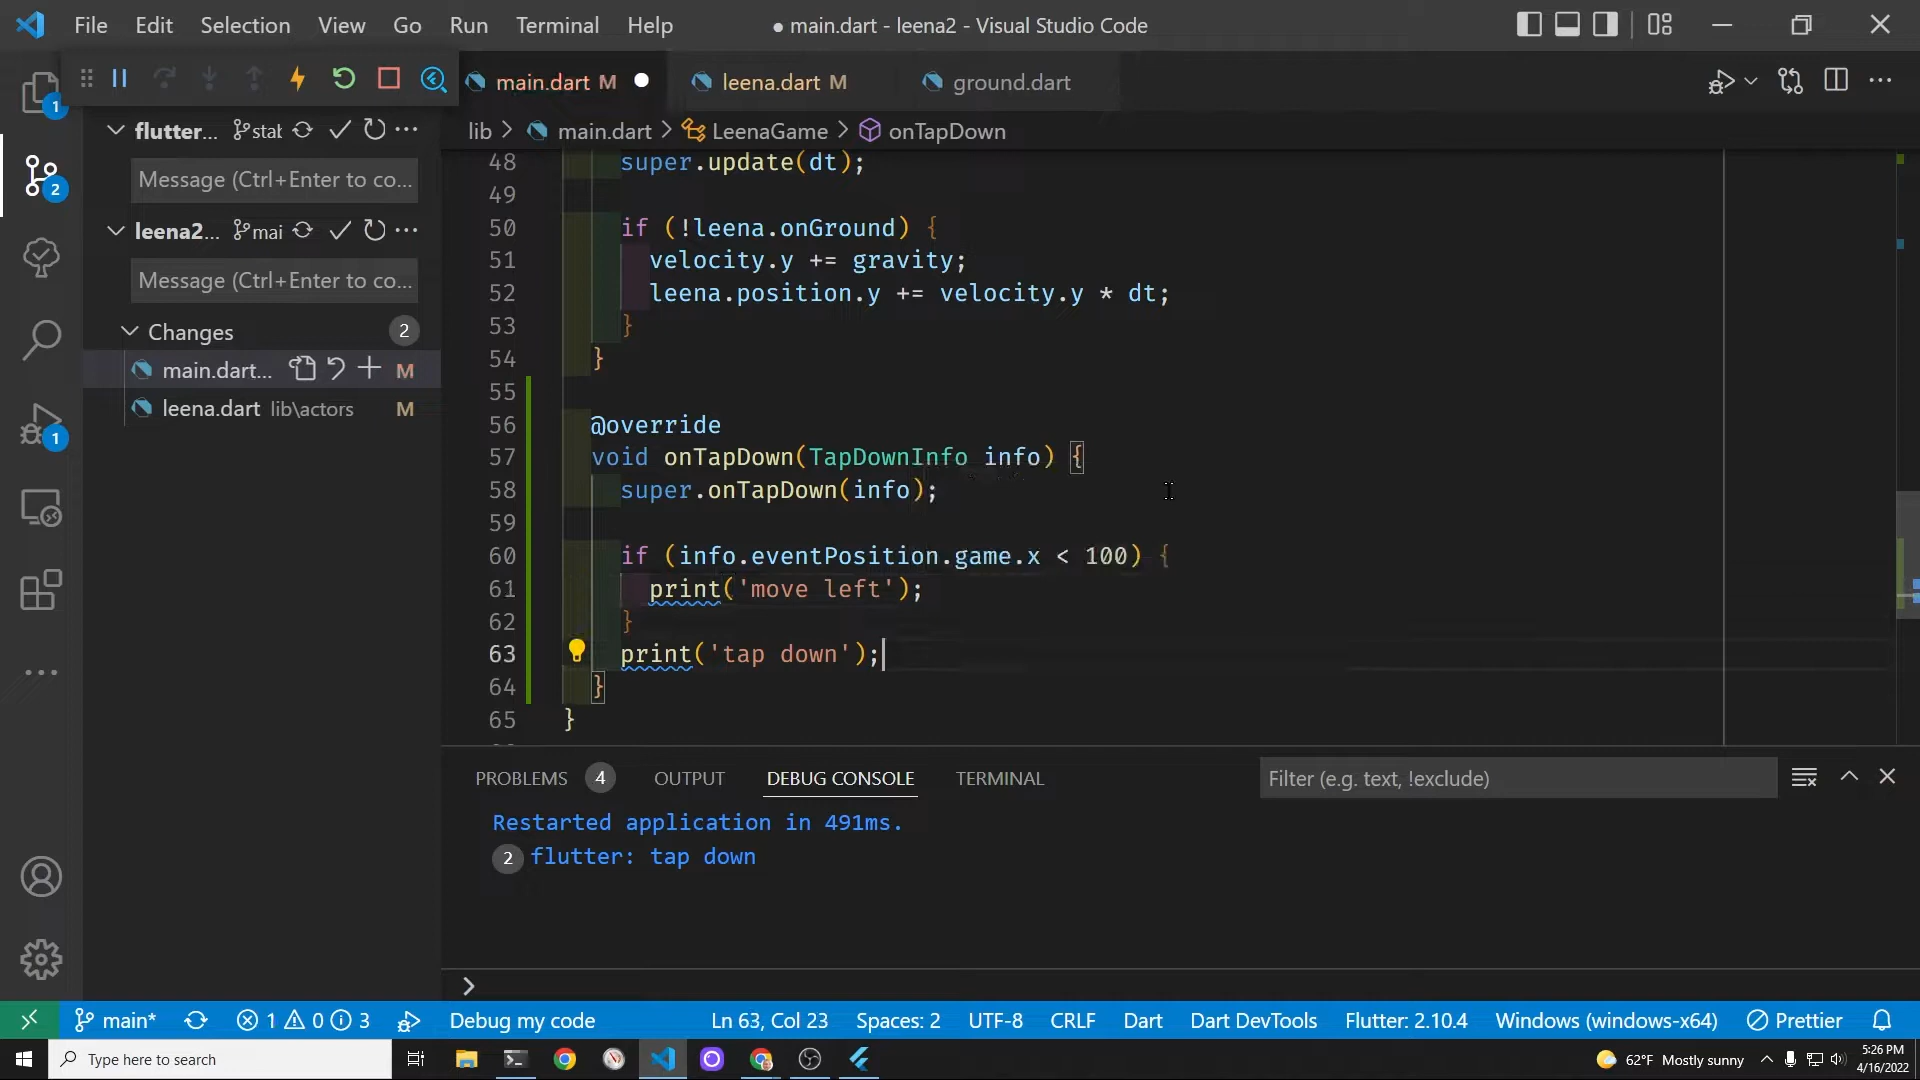 File Edit Selection View Go Run Terminal Help
● main.dart - leena2 - Visual Studio Code
main.dart M
leena.dart M
ground.dart
lib > main.dart > LeenaGame > onTapDown
1
2
1
flutter... stal
Message (Ctrl+Enter to co...
leena2... mai
Message (Ctrl+Enter to co...
Changes 2
main.dart... M
leena.dart lib\actors M
48 super.update(dt);
49
50 if (!leena.onGround) {
51 velocity.y += gravity;
52 leena.position.y += velocity.y * dt;
53 }
54 }
55
56 @override
57 void onTapDown(TapDownInfo info) {
58 super.onTapDown(info);
59
60 if (info.eventPosition.game.x < 100) {
61 print('move left');
62 }
63 print('tap down');
64 }
65 }
PROBLEMS 4 OUTPUT DEBUG CONSOLE TERMINAL
Filter (e.g. text, !exclude)
Restarted application in 491ms.
2 flutter: tap down
>
main* 1 0 3 Debug my code Ln 63, Col 23 Spaces: 2 UTF-8 CRLF Dart Dart DevTools Flutter: 2.10.4 Windows (windows-x64) Prettier
Type here to search
62°F Mostly sunny
5:26 PM
4/16/2022